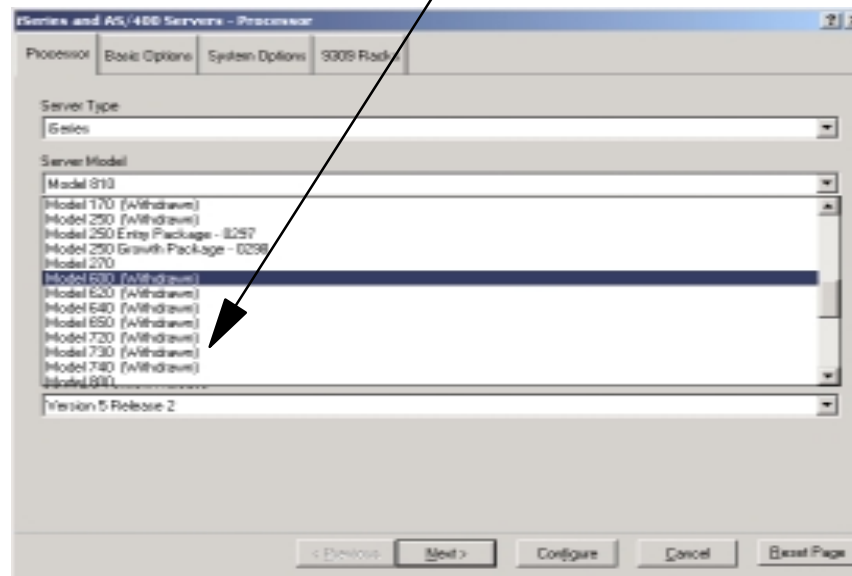 iSeries and AS/400 Servers - Processor
Processor
Basic Options
System Options
9309 Racks
Server Type
iSeries
Server Model
Model 810
Model 170 (Withdrawn)
Model 250 (Withdrawn)
Model 250 Entry Package - 0297
Model 250 Growth Package - 0298
Model 270
Model 600 (Withdrawn)
Model 620 (Withdrawn)
Model 640 (Withdrawn)
Model 650 (Withdrawn)
Model 720 (Withdrawn)
Model 730 (Withdrawn)
Model 740 (Withdrawn)
Model 800
Version 5 Release 2
< Previous
Next >
Configure
Cancel
Reset Page